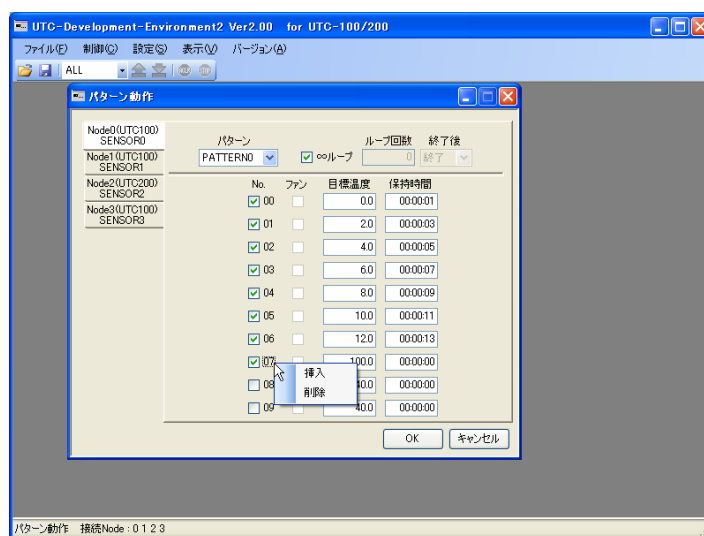 UTC-Development-Environment2 Ver2.00 for UTC-100/200
ファイル(F) 制御(C) 設定(S) 表示(V) バージョン(A)
ALL
パターン動作
Node0(UTC100)
SENSOR0
Node1(UTC100)
SENSOR1
Node2(UTC200)
SENSOR2
Node3(UTC100)
SENSOR3
パターン ループ回数 終了後
PATTERN0 ∞ループ 0 終了
No. ファン 目標温度 保持時間
00 0.0 00:00:01
01 2.0 00:00:03
02 4.0 00:00:05
03 6.0 00:00:07
04 8.0 00:00:09
05 10.0 00:00:11
06 12.0 00:00:13
07 100.0 00:00:00
挿入
08 40.0 00:00:00
削除
09 40.0 00:00:00
OK キャンセル
パターン動作 接続Node : 0 1 2 3